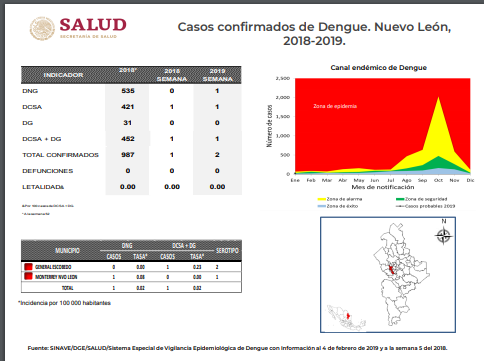 SALUD
SECRETARÍA DE SALUD
Casos confirmados de Dengue. Nuevo León,
2018-2019.
INDICADOR 2018* 2018 SEMANA 2019 SEMANA
DNG 535 0 1
DCSA 421 1 1
DG 31 0 0
DCSA + DG 452 1 1
TOTAL CONFIRMADOS 987 1 2
DEFUNCIONES 0 0 0
LETALIDAD& 0.00 0.00 0.00
Canal endémico de Dengue
Número de casos
2,500
2,000
1,500
1,000
500
0
Zona de epidemia
Ene Feb Mar Abr May Jun Jul Ago Sep Oct Nov Dic
Mes de notificación
Zona de alarma Zona de seguridad
Zona de éxito Casos probables 2019
MUNICIPIO DNG DCSA + DG SEROTIPO
CASOS TASA* CASOS TASA*
GENERAL ESCOBEDO 0 0.00 1 0.23 2
MONTERREY NVO LEON 1 0.08 0 0.00 1
TOTAL 1 0.02 1 0.02
*Incidencia por 100 000 habitantes
N
Fuente: SINAVE/DGE/SALUD/Sistema Especial de Vigilancia Epidemiológica de Dengue con información al 4 de febrero de 2019 y a la semana 5 del 2018.